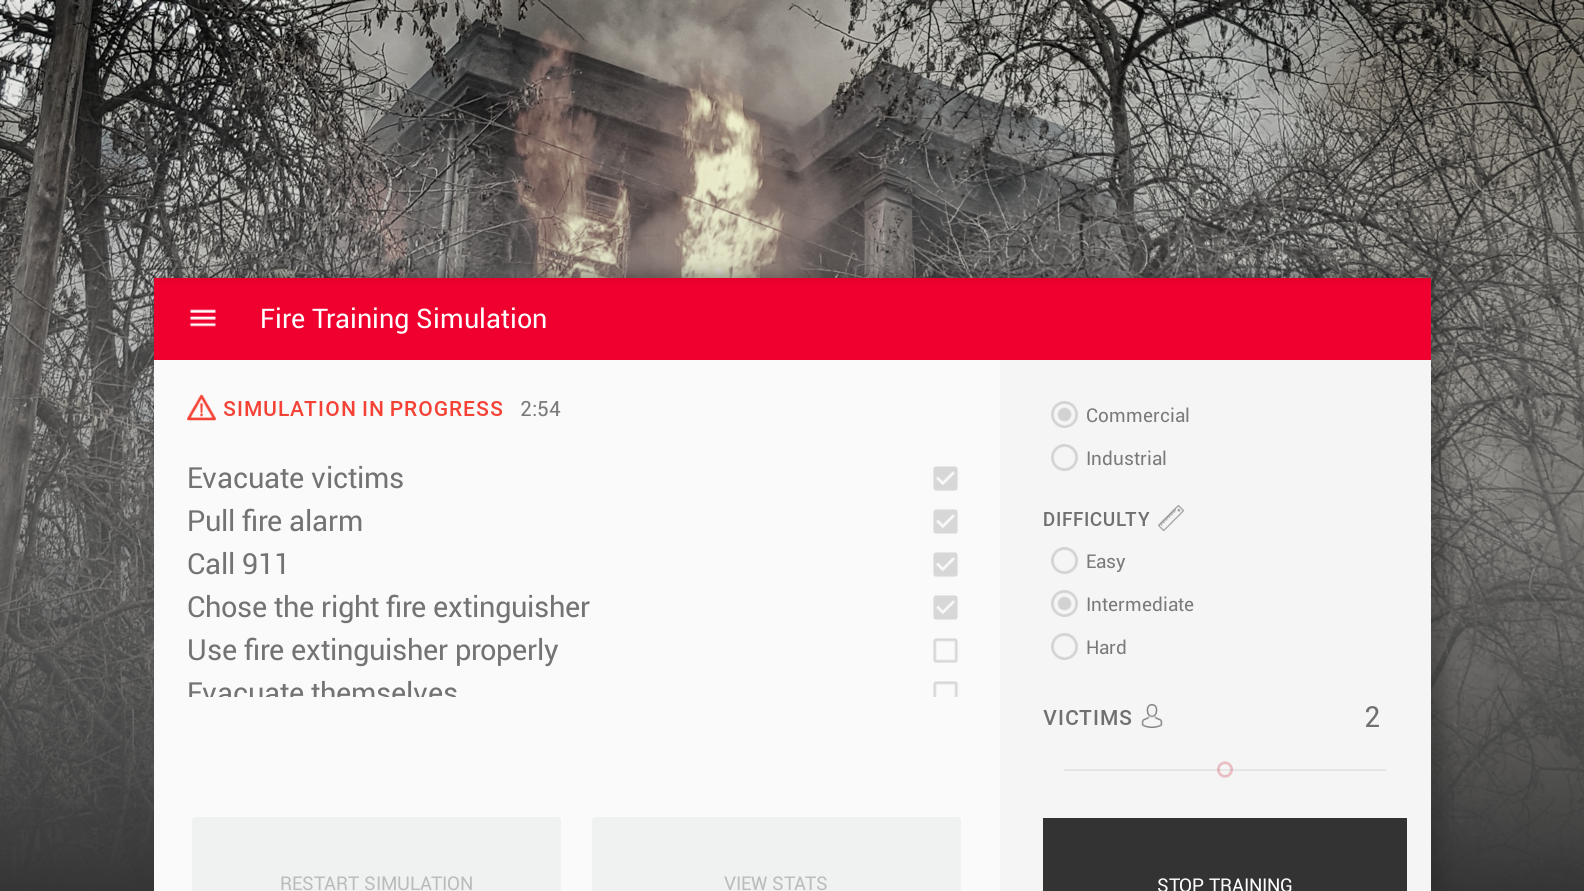 Fire Training Simulation
SIMULATION IN PROGRESS 2:54
Evacuate victims
Pull fire alarm
Call 911
Chose the right fire extinguisher
Use fire extinguisher properly
Evacuate themselves
RESTART SIMULATION
VIEW STATS
Commercial
Industrial
DIFFICULTY
Easy
Intermediate
Hard
VICTIMS 2
STOP TRAINING